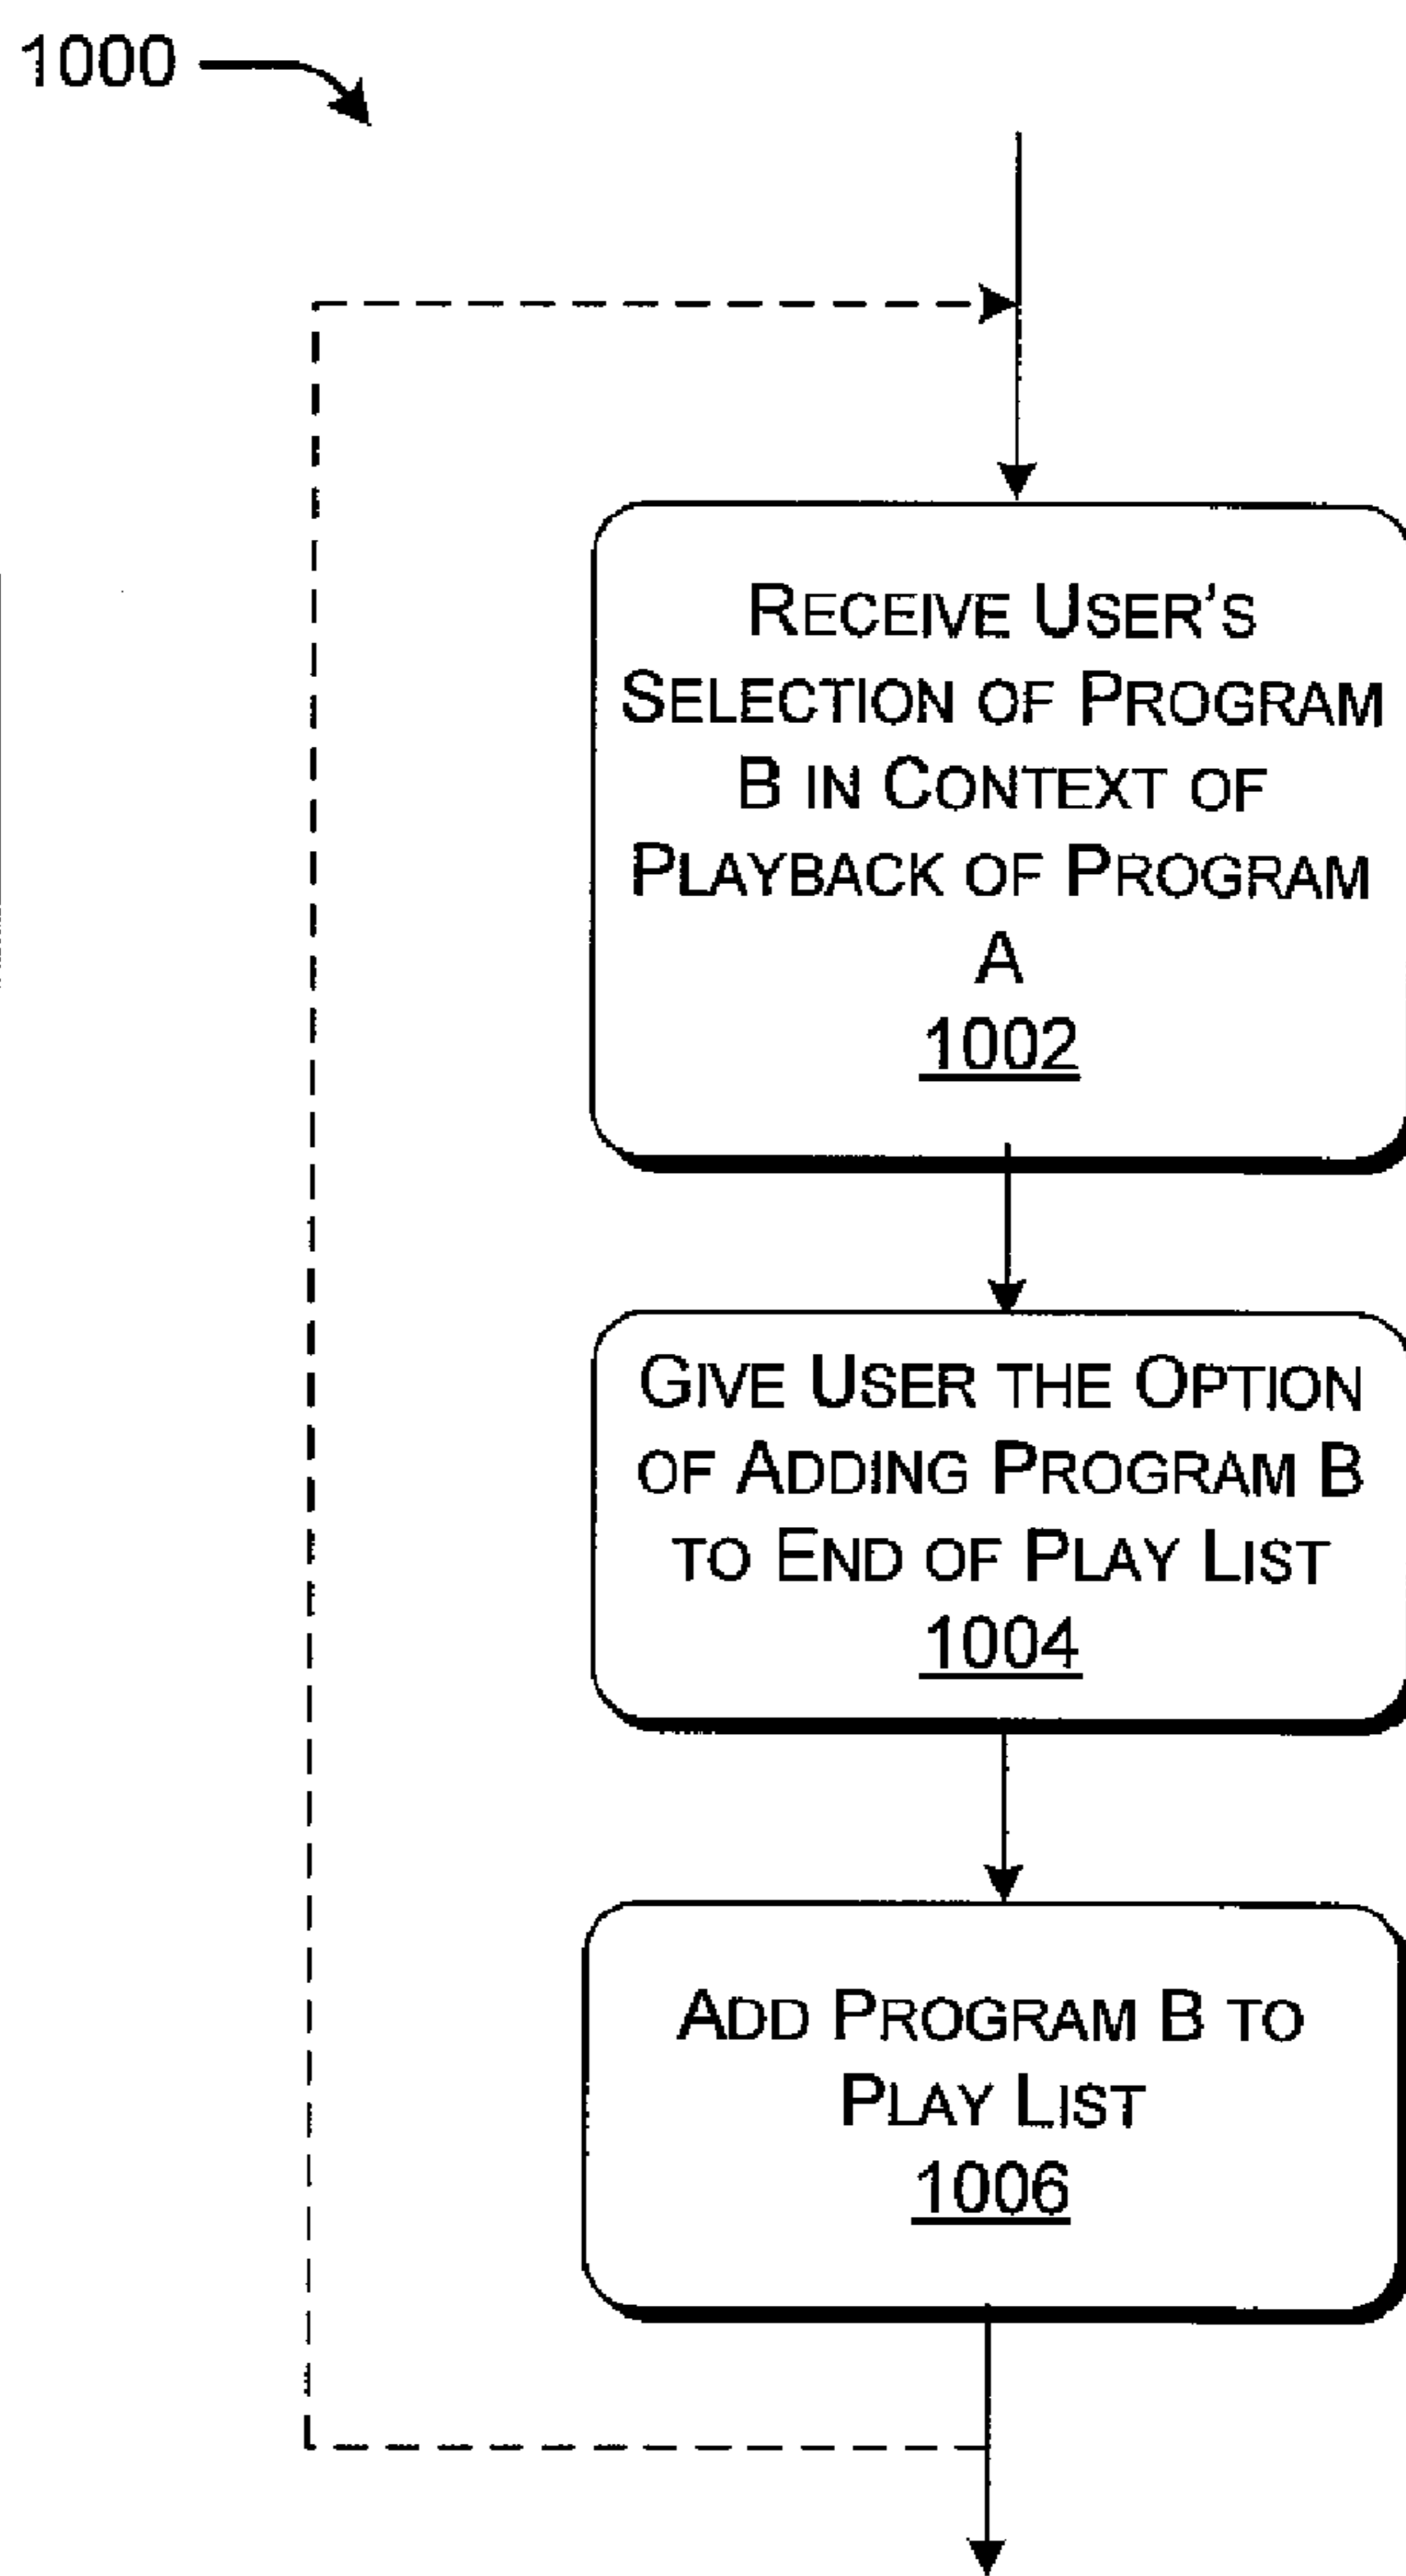 1000
RECEIVE USER'S
SELECTION OF PROGRAM
B IN CONTEXT OF
PLAYBACK OF PROGRAM
A
1002
GIVE USER THE OPTION
OF ADDING PROGRAM B
TO END OF PLAY LIST
1004
ADD PROGRAM B TO
PLAY LIST
1006